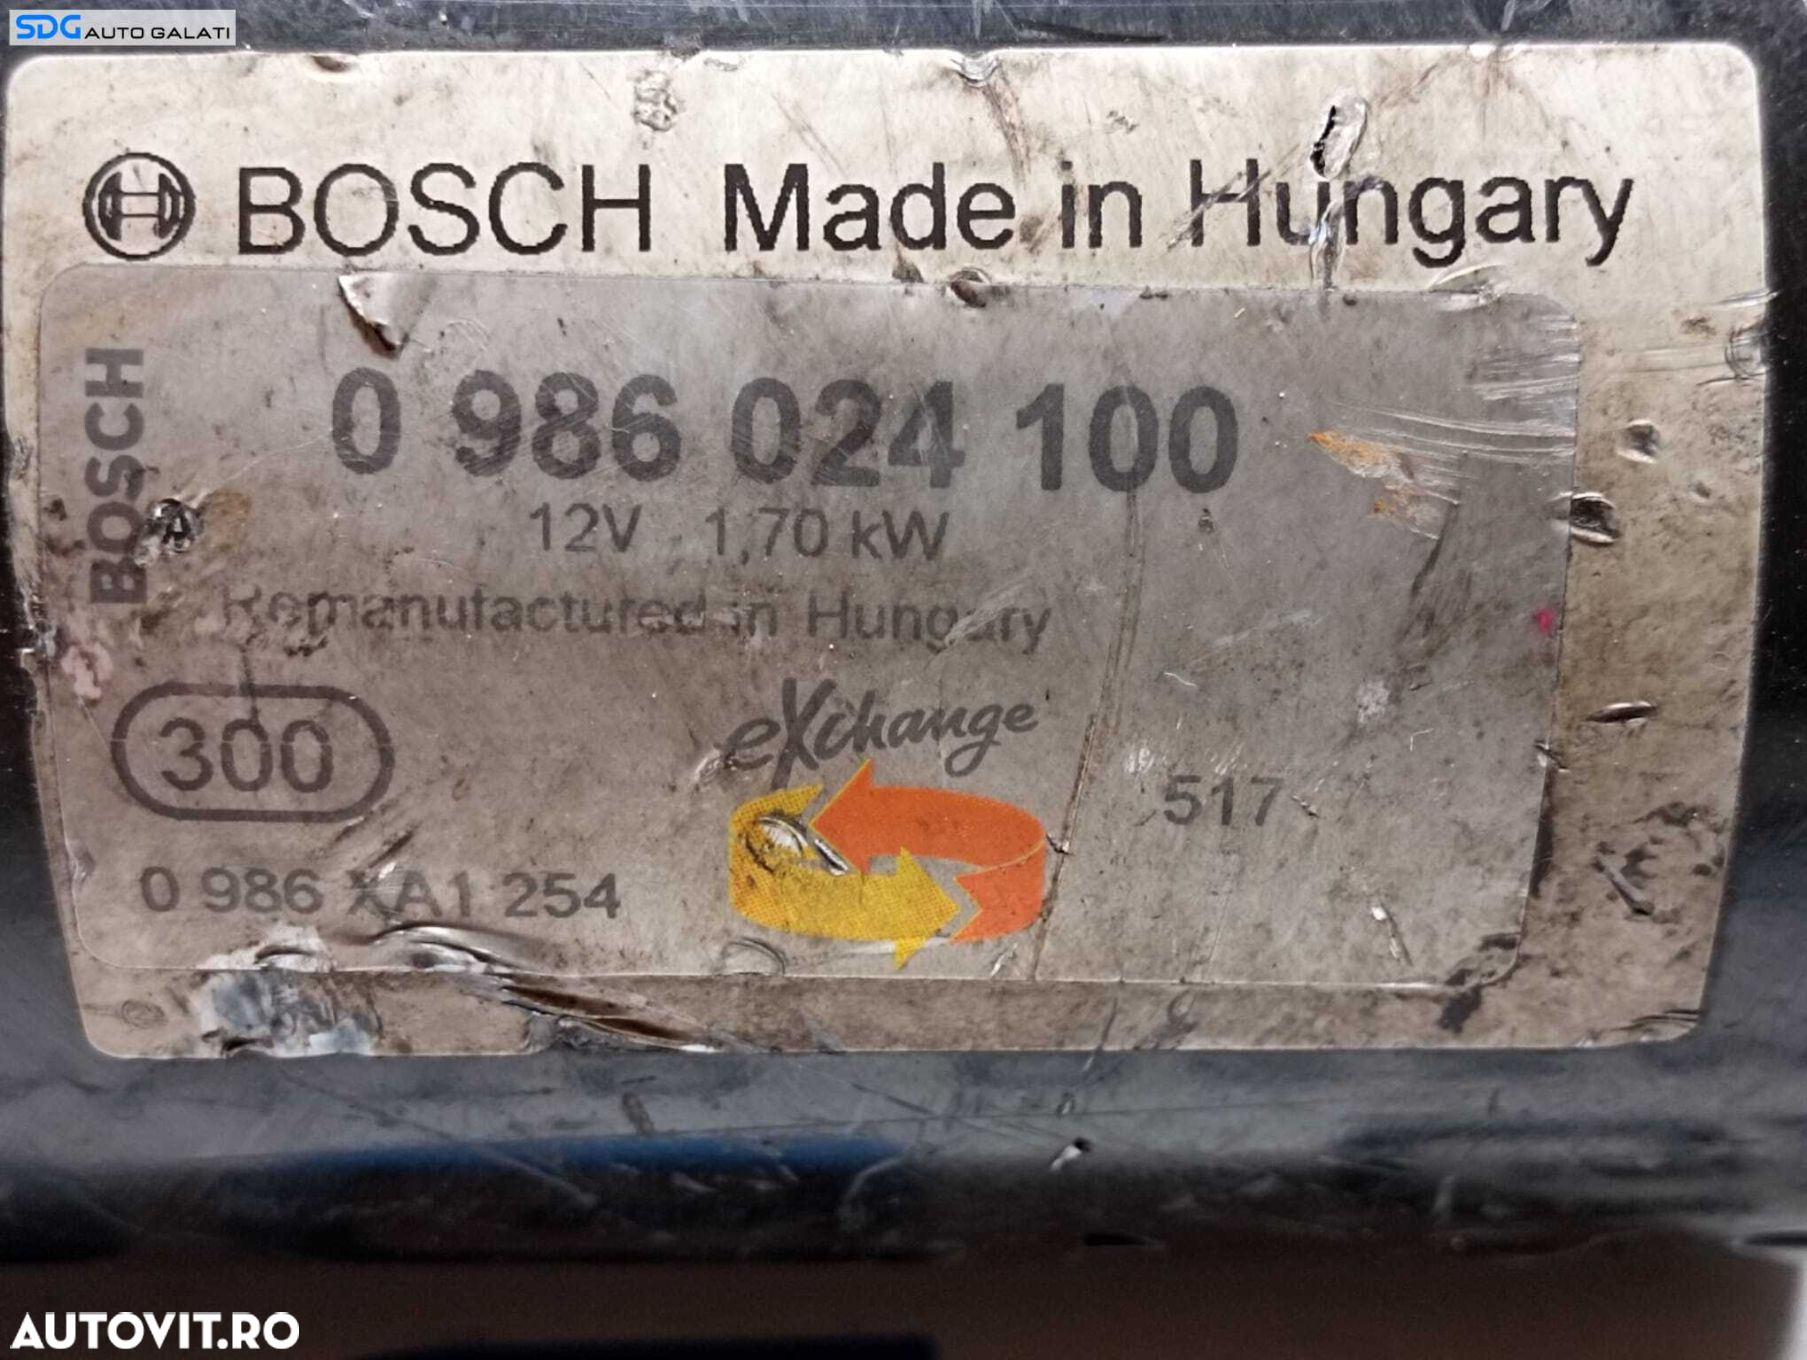 SDG AUTO GALATI
BOSCH Made in Hungary
BOSCH
0 986 024 100
12V 1,70 kW
Remanufactured in Hungary
300
eXchange
517
0 986 XA1 254
AUTOVIT.RO